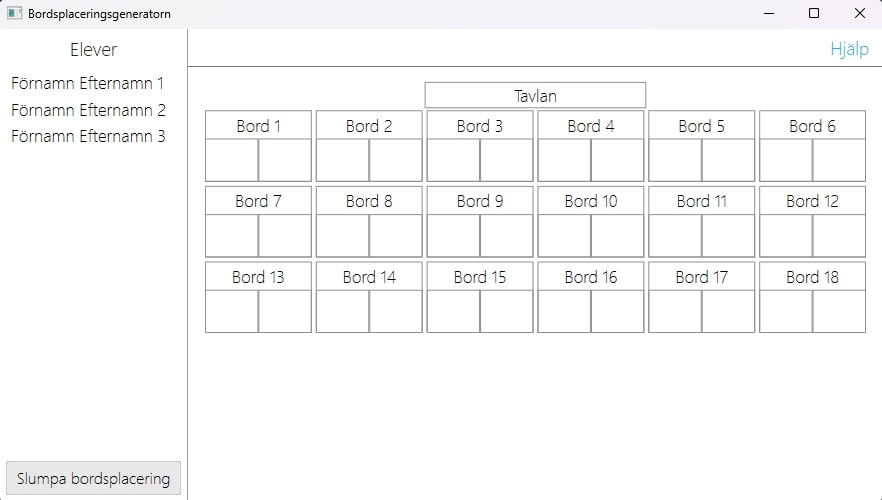 Bordsplaceringsgeneratorn
Elever
Förnamn Efternamn 1
Förnamn Efternamn 2
Förnamn Efternamn 3
Slumpa bordsplacering
Hjälp
Tavlan
Bord 1 Bord 2 Bord 3 Bord 4 Bord 5 Bord 6
Bord 7 Bord 8 Bord 9 Bord 10 Bord 11 Bord 12
Bord 13 Bord 14 Bord 15 Bord 16 Bord 17 Bord 18